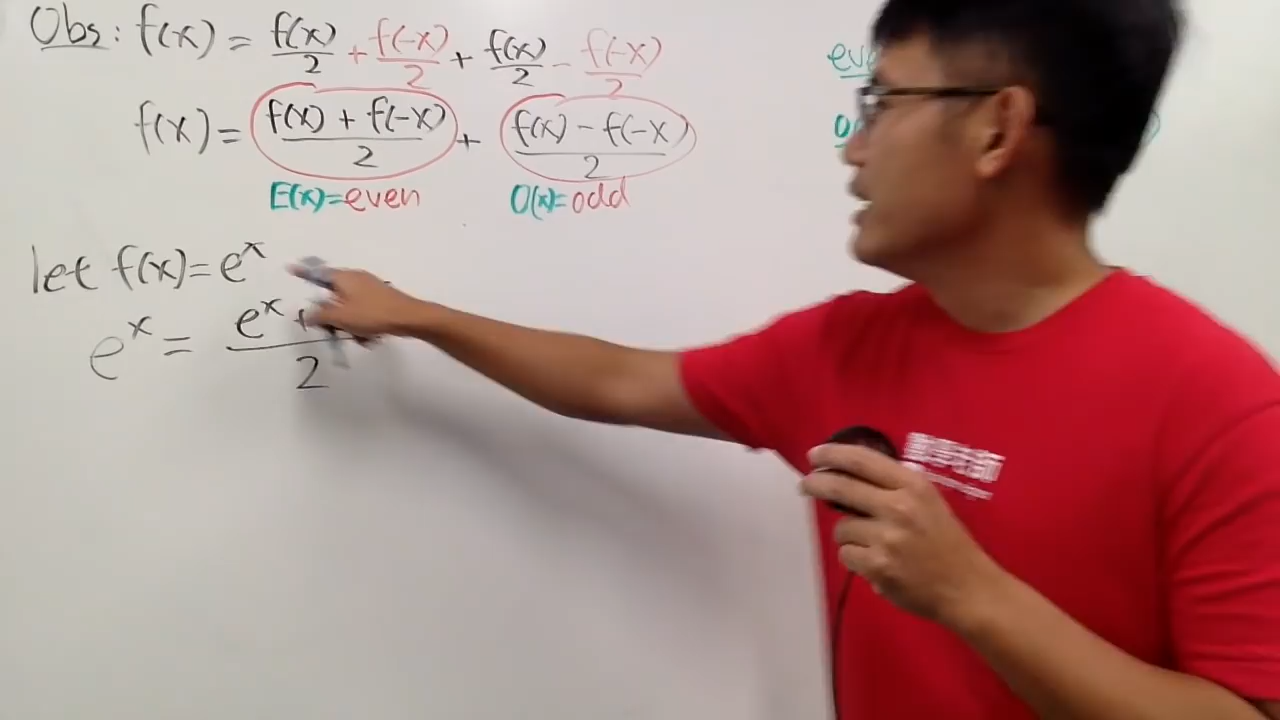 Obs: f(x) = f(x)/2 + f(-x)/2 + f(x)/2 - f(-x)/2
f(x) = (f(x) + f(-x))/2 + (f(x) - f(-x))/2
E(x)=even O(x)=odd
let f(x)=e^x
e^x = (e^x + /2